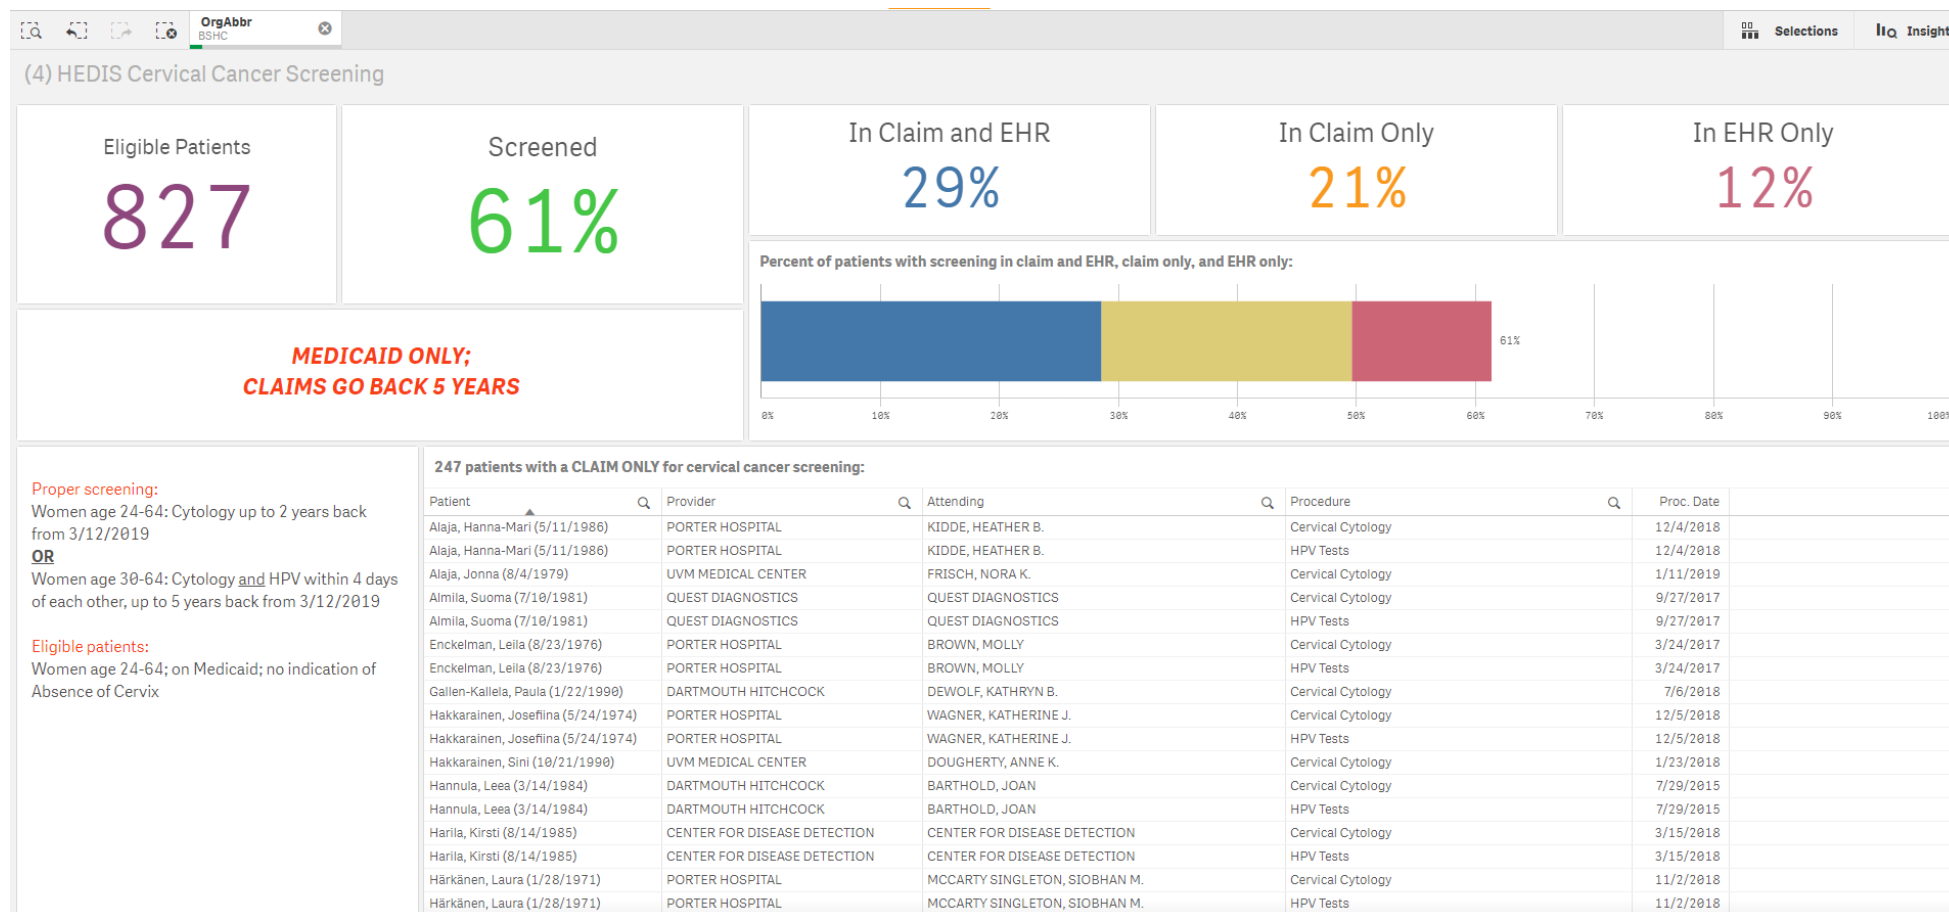 OrgAbbr
BSHC
Selections
(4) HEDIS Cervical Cancer Screening
Eligible Patients
827
Screened
61%
In Claim and EHR
29%
In Claim Only
21%
In EHR Only
12%
MEDICAID ONLY;
CLAIMS GO BACK 5 YEARS
Percent of patients with screening in claim and EHR, claim only, and EHR only:
61%
0% 10% 20% 30% 40% 50% 60% 70% 80% 90% 100%
Proper screening:
Women age 24-64: Cytology up to 2 years back
from 3/12/2019
OR
Women age 30-64: Cytology and HPV within 4 days
of each other, up to 5 years back from 3/12/2019
Eligible patients:
Women age 24-64; on Medicaid; no indication of
Absence of Cervix
247 patients with a CLAIM ONLY for cervical cancer screening:
Patient Provider Attending Procedure Proc. Date
Alaja, Hanna-Mari (5/11/1986) PORTER HOSPITAL KIDDE, HEATHER B. Cervical Cytology 12/4/2018
Alaja, Hanna-Mari (5/11/1986) PORTER HOSPITAL KIDDE, HEATHER B. HPV Tests 12/4/2018
Alaja, Jonna (8/4/1979) UVM MEDICAL CENTER FRISCH, NORA K. Cervical Cytology 1/11/2019
Almila, Suoma (7/10/1981) QUEST DIAGNOSTICS QUEST DIAGNOSTICS Cervical Cytology 9/27/2017
Almila, Suoma (7/10/1981) QUEST DIAGNOSTICS QUEST DIAGNOSTICS HPV Tests 9/27/2017
Enckelman, Leila (8/23/1976) PORTER HOSPITAL BROWN, MOLLY Cervical Cytology 3/24/2017
Enckelman, Leila (8/23/1976) PORTER HOSPITAL BROWN, MOLLY HPV Tests 3/24/2017
Gallen-Kallela, Paula (1/22/1990) DARTMOUTH HITCHCOCK DEWOLF, KATHRYN B. Cervical Cytology 7/6/2018
Hakkarainen, Josefiina (5/24/1974) PORTER HOSPITAL WAGNER, KATHERINE J. Cervical Cytology 12/5/2018
Hakkarainen, Josefiina (5/24/1974) PORTER HOSPITAL WAGNER, KATHERINE J. HPV Tests 12/5/2018
Hakkarainen, Sini (10/21/1990) UVM MEDICAL CENTER DOUGHERTY, ANNE K. Cervical Cytology 1/23/2018
Hannula, Leea (3/14/1984) DARTMOUTH HITCHCOCK BARTHOLD, JOAN Cervical Cytology 7/29/2015
Hannula, Leea (3/14/1984) DARTMOUTH HITCHCOCK BARTHOLD, JOAN HPV Tests 7/29/2015
Harila, Kirsti (8/14/1985) CENTER FOR DISEASE DETECTION CENTER FOR DISEASE DETECTION Cervical Cytology 3/15/2018
Harila, Kirsti (8/14/1985) CENTER FOR DISEASE DETECTION CENTER FOR DISEASE DETECTION HPV Tests 3/15/2018
Härkänen, Laura (1/28/1971) PORTER HOSPITAL MCCARTY SINGLETON, SIOBHAN M. Cervical Cytology 11/2/2018
Härkänen, Laura (1/28/1971) PORTER HOSPITAL MCCARTY SINGLETON, SIOBHAN M. HPV Tests 11/2/2018